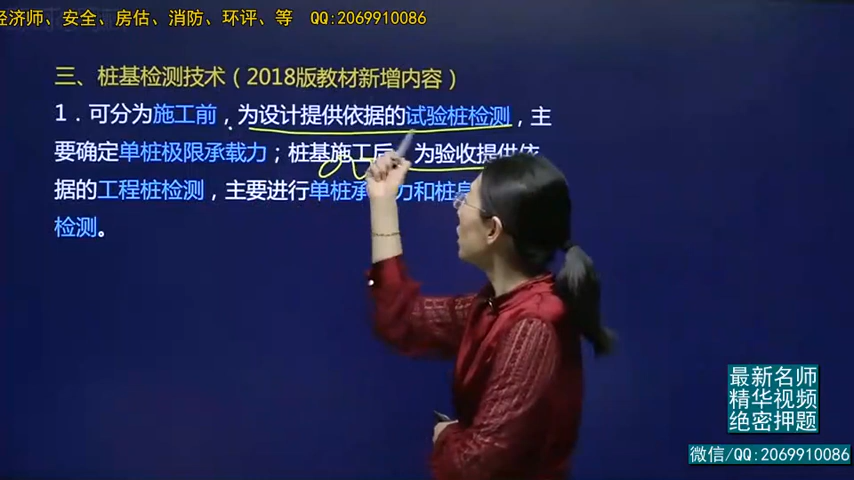 经济师、安全、房估、消防、环评、等 QQ:2069910086
三、桩基检测技术（2018版教材新增内容）
1．可分为施工前，为设计提供依据的试验桩检测，主
要确定单桩极限承载力；桩基施工后，为验收提供依
据的工程桩检测，主要进行单桩承 力和桩身
检测。
最新名师
精华视频
绝密押题
微信/QQ:2069910086